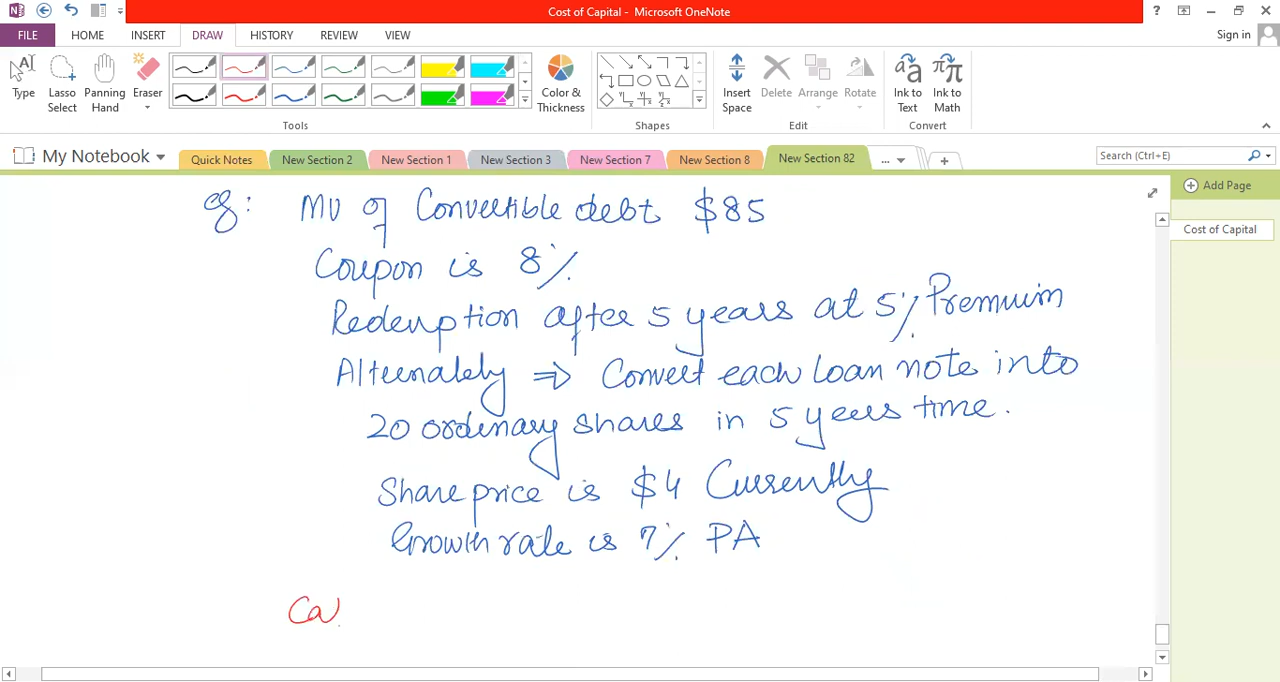 Cost of Capital - Microsoft OneNote
?
Sign in
FILE HOME INSERT DRAW HISTORY REVIEW VIEW
Type
Lasso Select
Panning Hand
Eraser
Color & Thickness
Insert Space
Delete
Arrange
Rotate
Ink to Text
Ink to Math
Tools
Shapes
Edit
Convert
My Notebook
Quick Notes
New Section 2
New Section 1
New Section 3
New Section 7
New Section 8
New Section 82
...
Search (Ctrl+E)
Add Page
Cost of Capital
eg: MV of Convertible debt $85
Coupon is 8%
Redenption after 5 years at 5% Premuim
Alternately ⇒ Convert each loan note into
20 ordinary shares in 5 years time.
Share price is $4 Currently
Growth rate is 7% PA
Cal